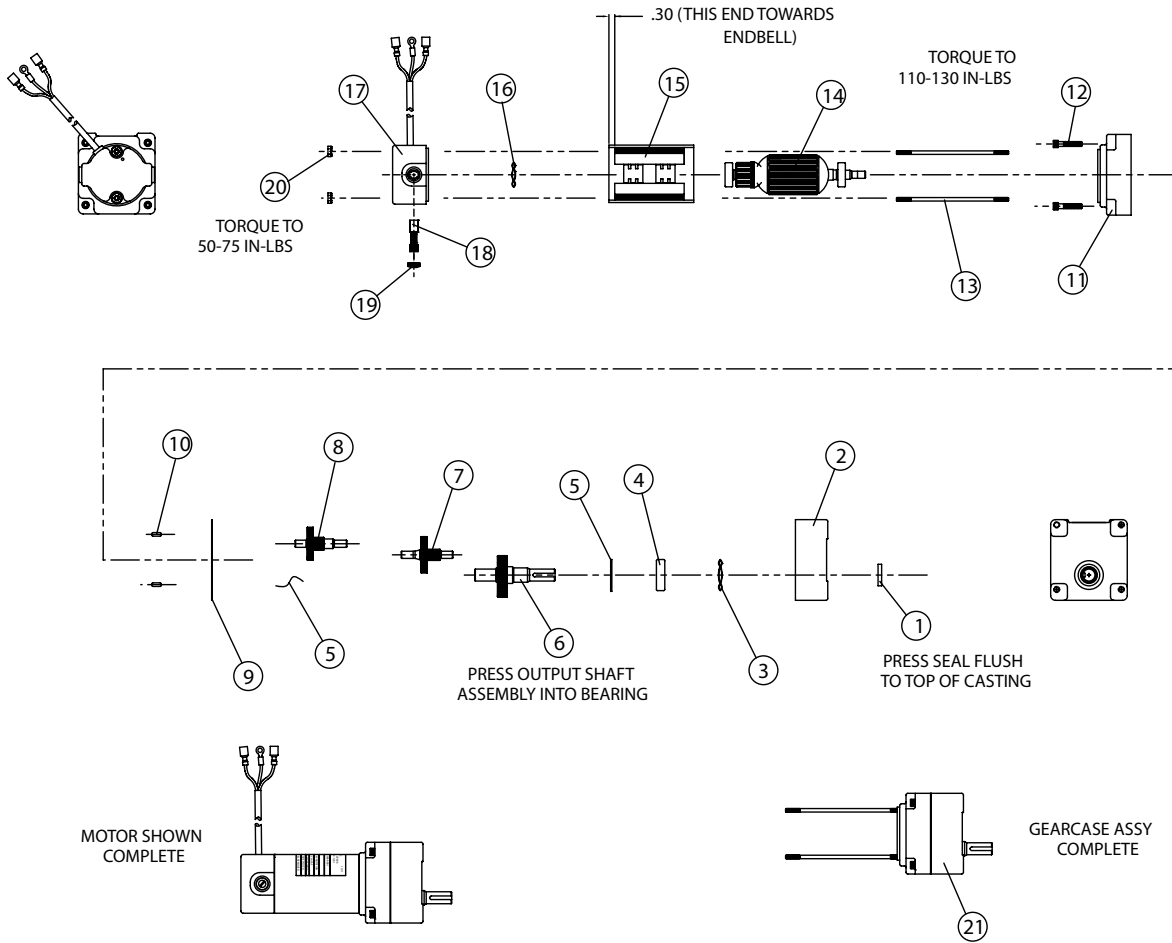 .30 (THIS END TOWARDS
ENDBELL)
TORQUE TO
110-130 IN-LBS
12
17
16
15
14
20
TORQUE TO
50-75 IN-LBS
18
19
13
11
10
8
7
5
4
2
9
5
6
3
1
PRESS OUTPUT SHAFT
ASSEMBLY INTO BEARING
PRESS SEAL FLUSH
TO TOP OF CASTING
MOTOR SHOWN
COMPLETE
GEARCASE ASSY
COMPLETE
21